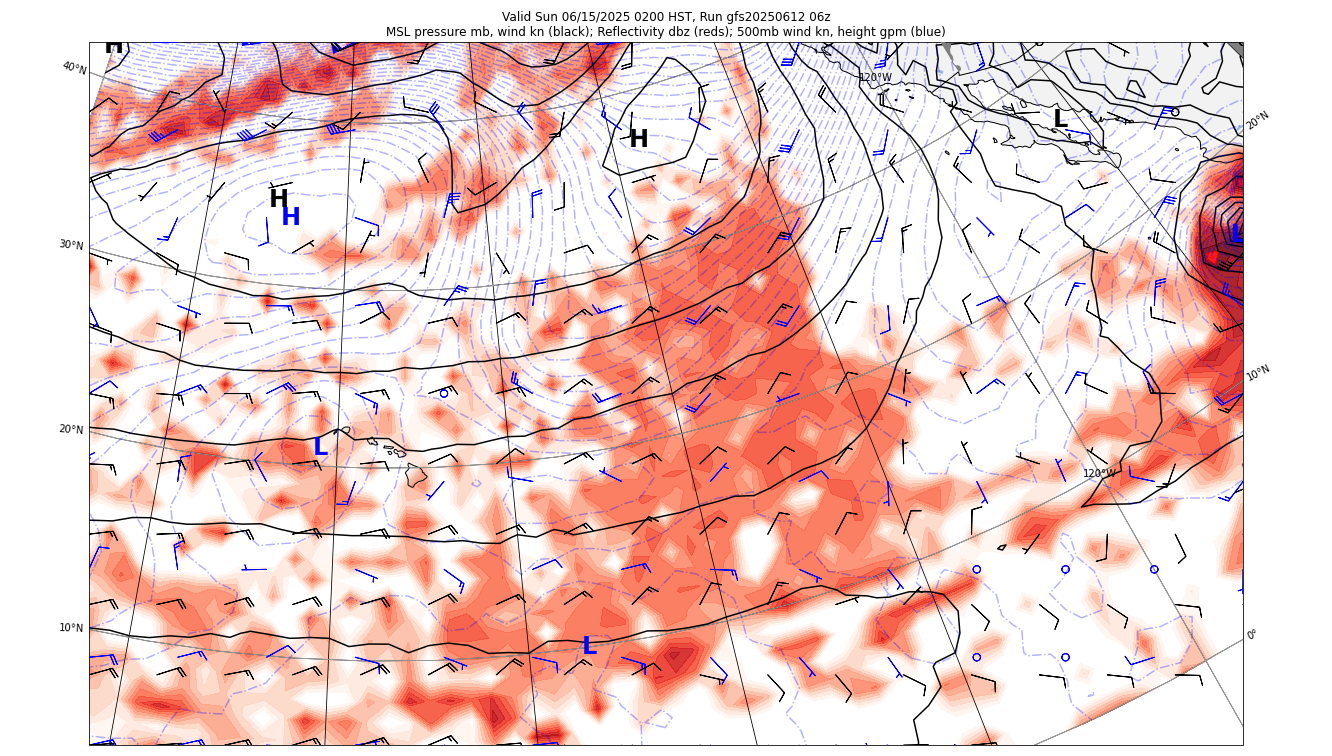 Valid Sun 06/15/2025 0200 HST, Run gfs20250612 06z
MSL pressure mb, wind kn (black); Reflectivity dbz (reds); 500mb wind kn, height gpm (blue)
H
40°N
120°W
L
20°N
H
H
H
L
30°N
10°N
20°N
L
120°W
10°N
L
0°